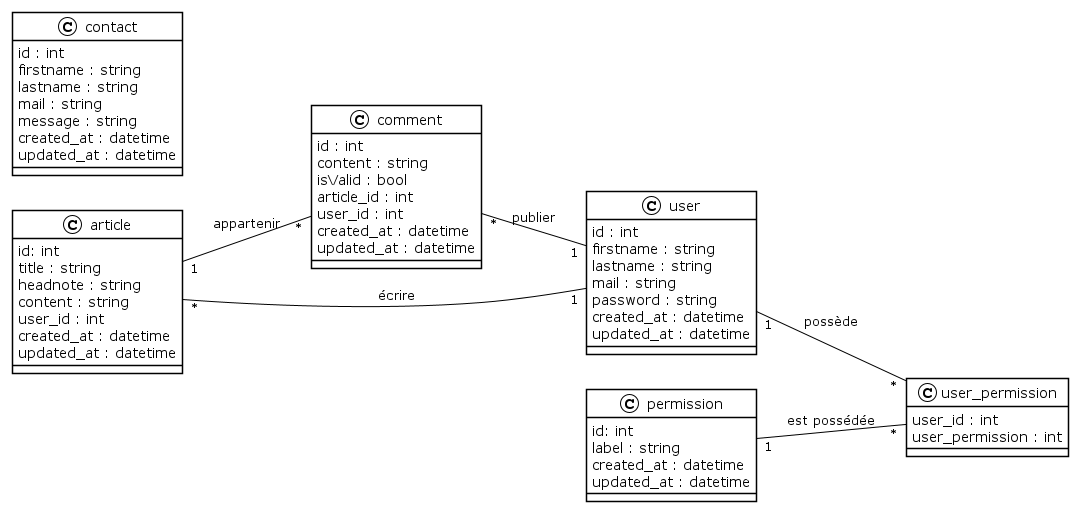 C contact
id : int
firstname : string
lastname : string
mail : string
message : string
created_at : datetime
updated_at : datetime
C article
id: int
title : string
headnote : string
content : string
user_id : int
created_at : datetime
updated_at : datetime
appartenir
1
*
écrire
*
1
C comment
id : int
content : string
isValid : bool
article_id : int
user_id : int
created_at : datetime
updated_at : datetime
publier
*
1
C user
id : int
firstname : string
lastname : string
mail : string
password : string
created_at : datetime
updated_at : datetime
possède
1
*
C permission
id: int
label : string
created_at : datetime
updated_at : datetime
est possédée
1
*
C user_permission
user_id : int
user_permission : int